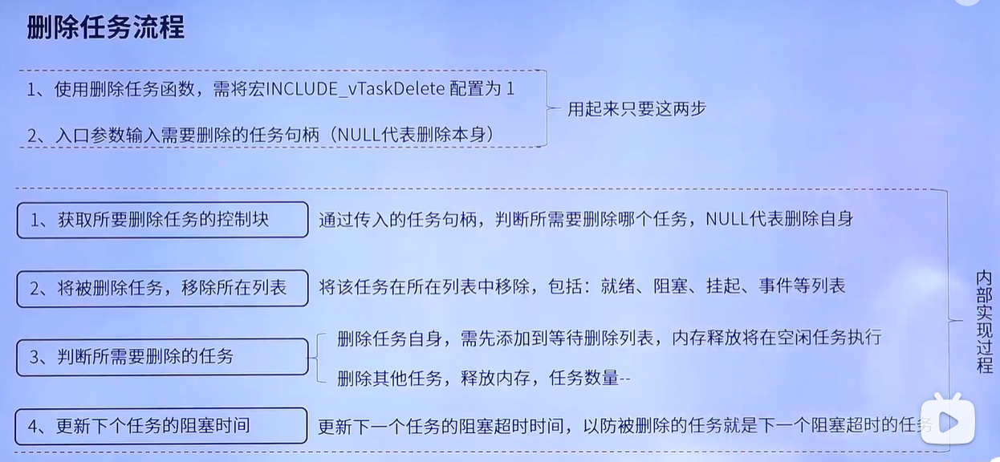 删除任务流程
1、使用删除任务函数，需将宏INCLUDE_vTaskDelete 配置为 1
2、入口参数输入需要删除的任务句柄（NULL代表删除本身）
用起来只要这两步
1、获取所要删除任务的控制块
通过传入的任务句柄，判断所需要删除哪个任务，NULL代表删除自身
2、将被删除任务，移除所在列表
将该任务在所在列表中移除，包括：就绪、阻塞、挂起、事件等列表
3、判断所需要删除的任务
删除任务自身，需先添加到等待删除列表，内存释放将在空闲任务执行
删除其他任务，释放内存，任务数量--
4、更新下个任务的阻塞时间
更新下一个任务的阻塞超时时间，以防被删除的任务就是下一个阻塞超时的任务
内部实现过程